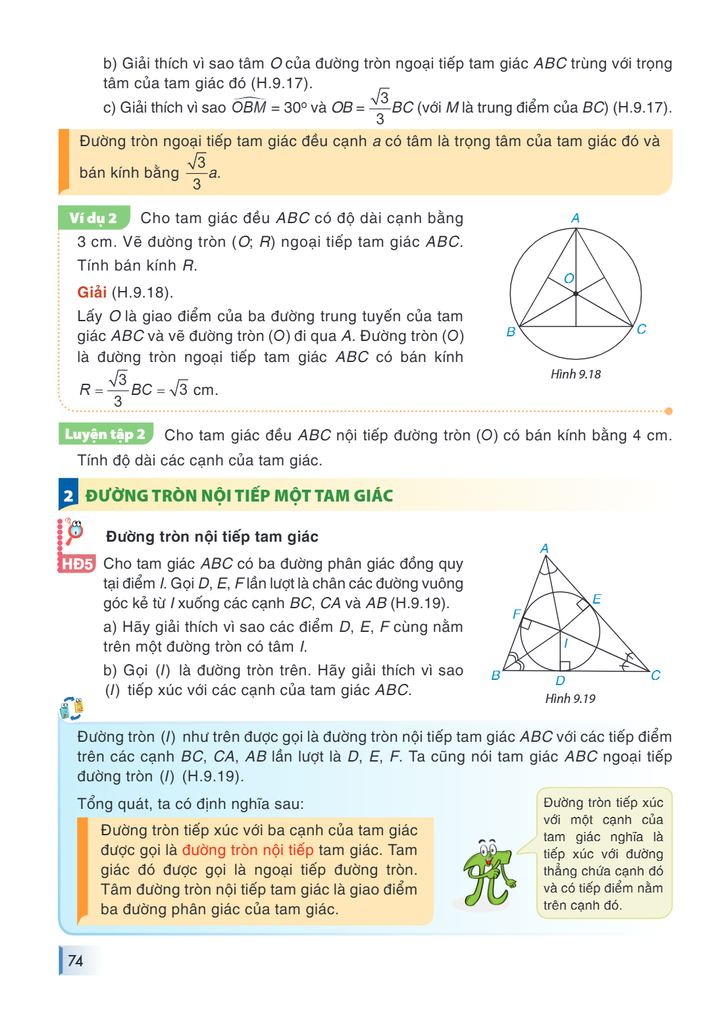 b) Giải thích vì sao tâm O của đường tròn ngoại tiếp tam giác ABC trùng với trọng
tâm của tam giác đó (H.9.17).
c) Giải thích vì sao $\widehat{OBM}$ = 30° và OB = $\frac{\sqrt{3}}{3}$BC (với M là trung điểm của BC) (H.9.17).
Đường tròn ngoại tiếp tam giác đều cạnh a có tâm là trọng tâm của tam giác đó và
bán kính bằng $\frac{\sqrt{3}}{3}$a.
Ví dụ 2 Cho tam giác đều ABC có độ dài cạnh bằng
3 cm. Vẽ đường tròn (O; R) ngoại tiếp tam giác ABC.
Tính bán kính R.
Giải (H.9.18).
Lấy O là giao điểm của ba đường trung tuyến của tam
giác ABC và vẽ đường tròn (O) đi qua A. Đường tròn (O)
là đường tròn ngoại tiếp tam giác ABC có bán kính
R = $\frac{\sqrt{3}}{3}$BC = $\sqrt{3}$ cm.
A
O
B
C
Hình 9.18
Luyện tập 2 Cho tam giác đều ABC nội tiếp đường tròn (O) có bán kính bằng 4 cm.
Tính độ dài các cạnh của tam giác.
2 ĐƯỜNG TRÒN NỘI TIẾP MỘT TAM GIÁC
Đường tròn nội tiếp tam giác
HĐ5 Cho tam giác ABC có ba đường phân giác đồng quy
tại điểm I. Gọi D, E, F lần lượt là chân các đường vuông
góc kẻ từ I xuống các cạnh BC, CA và AB (H.9.19).
a) Hãy giải thích vì sao các điểm D, E, F cùng nằm
trên một đường tròn có tâm I.
b) Gọi (I) là đường tròn trên. Hãy giải thích vì sao
(I) tiếp xúc với các cạnh của tam giác ABC.
A
E
F
I
B
D
C
Hình 9.19
Đường tròn (I) như trên được gọi là đường tròn nội tiếp tam giác ABC với các tiếp điểm
trên các cạnh BC, CA, AB lần lượt là D, E, F. Ta cũng nói tam giác ABC ngoại tiếp
đường tròn (I) (H.9.19).
Tổng quát, ta có định nghĩa sau:
Đường tròn tiếp xúc với ba cạnh của tam giác
được gọi là đường tròn nội tiếp tam giác. Tam
giác đó được gọi là ngoại tiếp đường tròn.
Tâm đường tròn nội tiếp tam giác là giao điểm
ba đường phân giác của tam giác.
Đường tròn tiếp xúc
với một cạnh của
tam giác nghĩa là
tiếp xúc với đường
thẳng chứa cạnh đó
và có tiếp điểm nằm
trên cạnh đó.
74